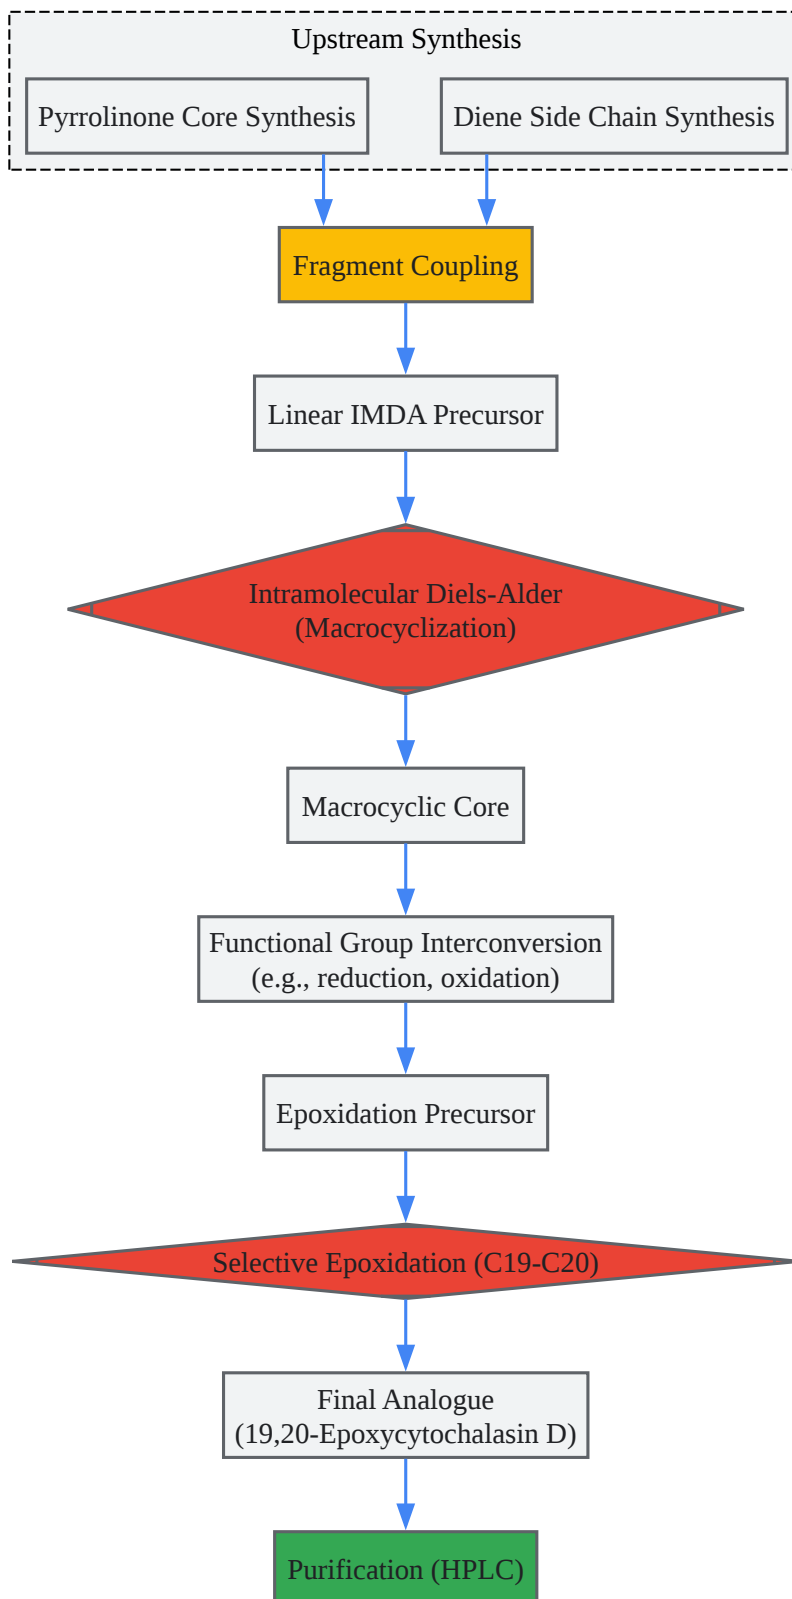 Upstream Synthesis
Pyrrolinone Core Synthesis
Diene Side Chain Synthesis
Fragment Coupling
Linear IMDA Precursor
Intramolecular Diels-Alder
(Macrocyclization)
Macrocyclic Core
Functional Group Interconversion
(e.g., reduction, oxidation)
Epoxidation Precursor
Selective Epoxidation (C19-C20)
Final Analogue
(19,20-Epoxycytochalasin D)
Purification (HPLC)